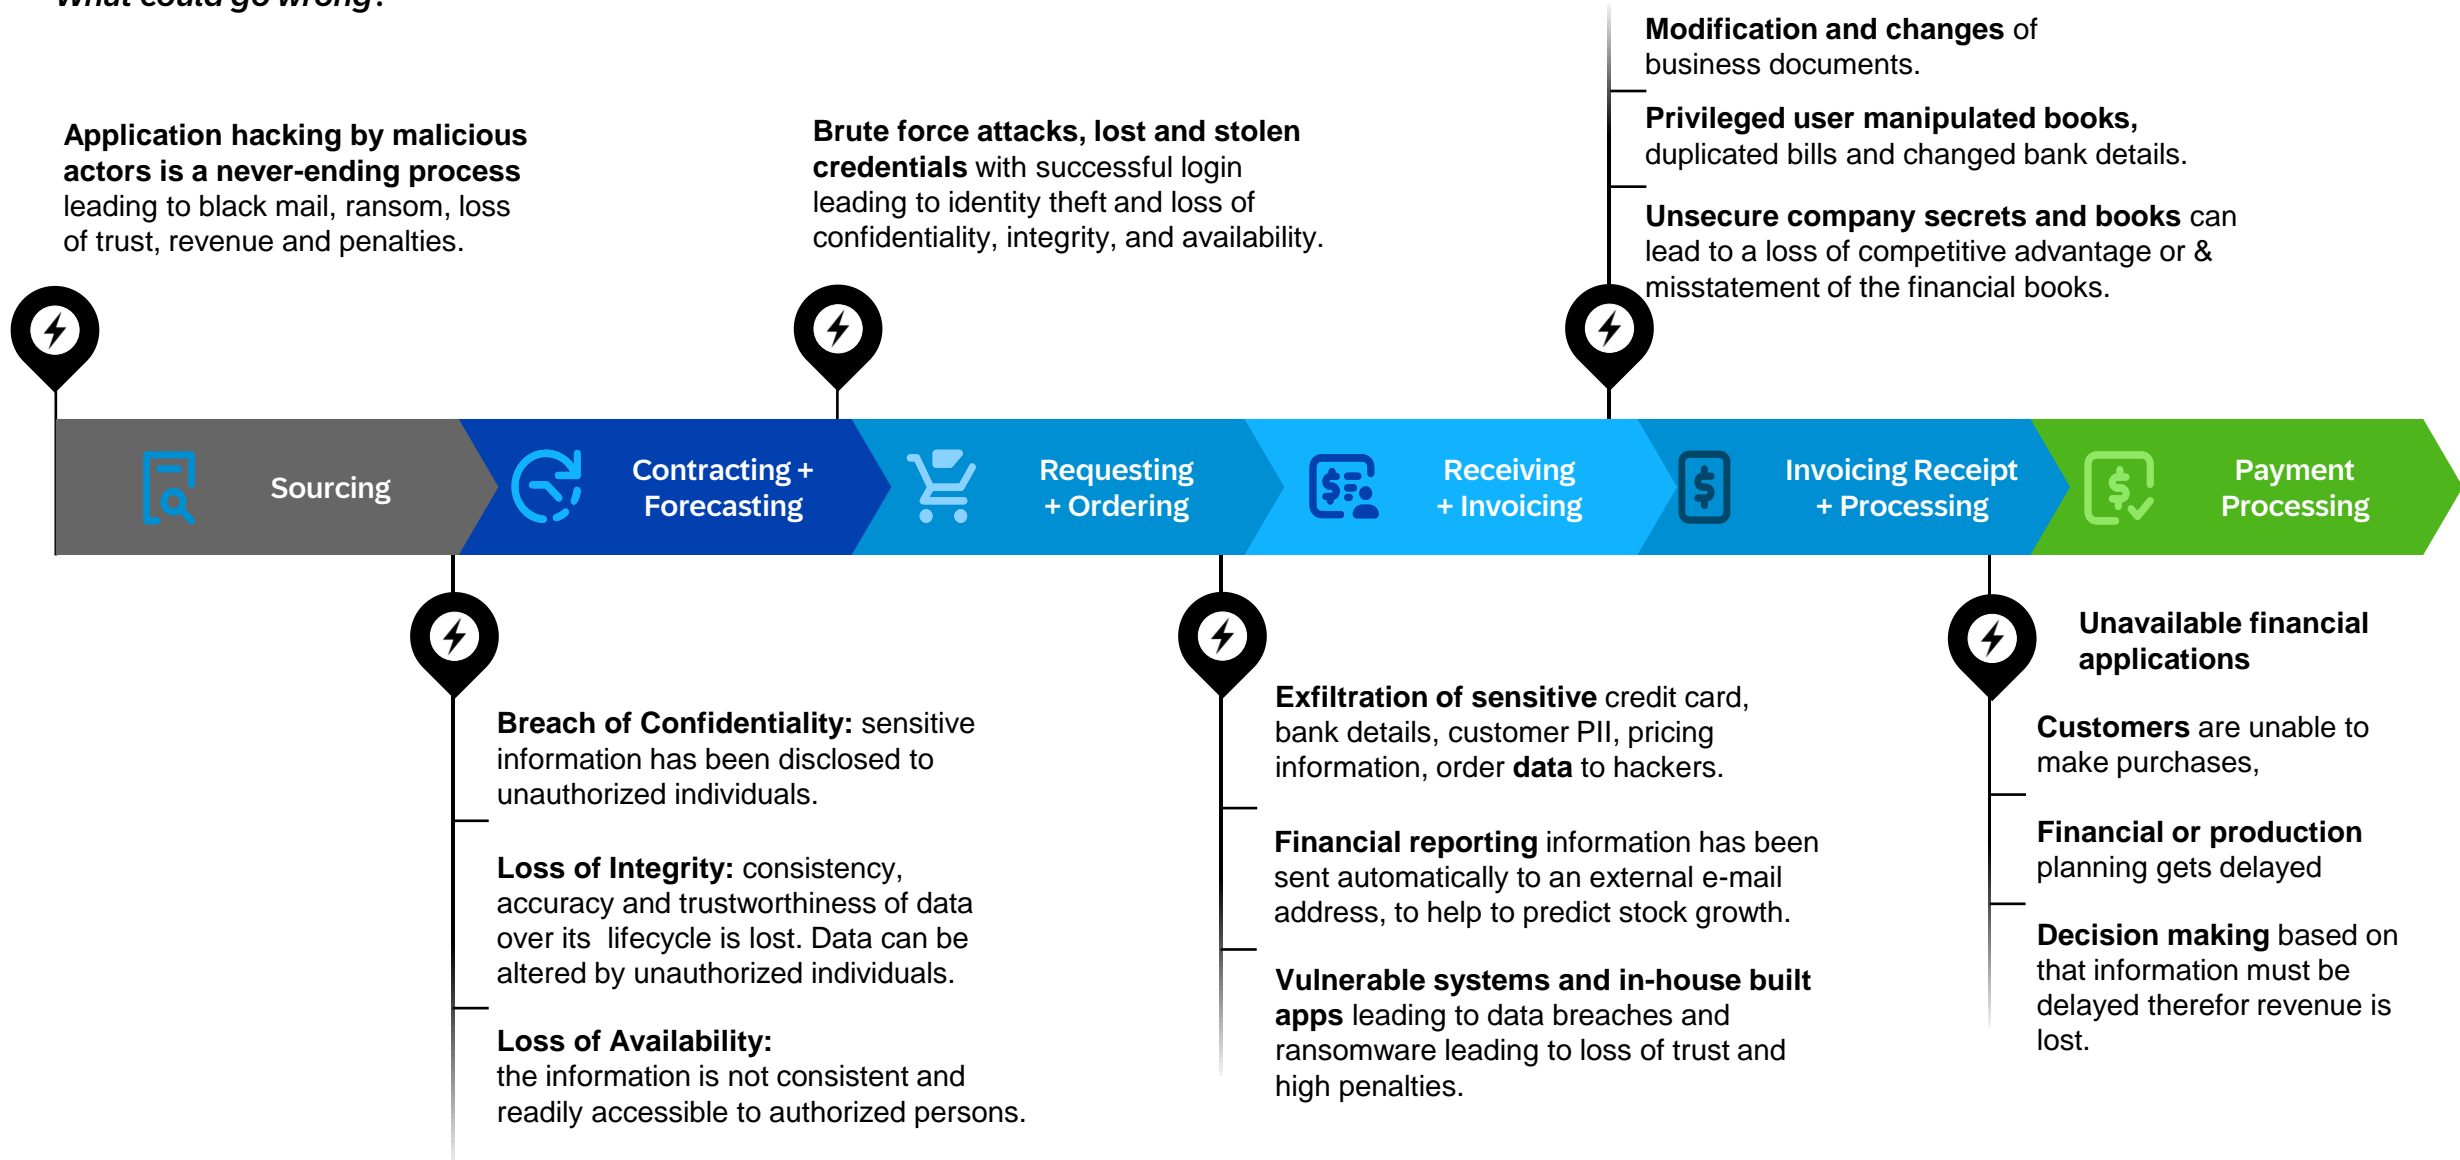 What could go wrong?
Application hacking by malicious
actors is a never-ending process
leading to black mail, ransom, loss
of trust, revenue and penalties.
Brute force attacks, lost and stolen
credentials with successful login
leading to identity theft and loss of
confidentiality, integrity, and availability.
Modification and changes of
business documents.
Privileged user manipulated books,
duplicated bills and changed bank details.
Unsecure company secrets and books can
lead to a loss of competitive advantage or &
misstatement of the financial books.
Sourcing
Contracting +
Forecasting
Requesting
+ Ordering
Receiving
+ Invoicing
Invoicing Receipt
+ Processing
Payment
Processing
Breach of Confidentiality: sensitive
information has been disclosed to
unauthorized individuals.
Loss of Integrity: consistency,
accuracy and trustworthiness of data
over its  lifecycle is lost. Data can be
altered by unauthorized individuals.
Loss of Availability:
the information is not consistent and
readily accessible to authorized persons.
Exfiltration of sensitive credit card,
bank details, customer PII, pricing
information, order data to hackers.
Financial reporting information has been
sent automatically to an external e-mail
address, to help to predict stock growth.
Vulnerable systems and in-house built
apps leading to data breaches and
ransomware leading to loss of trust and
high penalties.
Unavailable financial
applications
Customers are unable to
make purchases,
Financial or production
planning gets delayed
Decision making based on
that information must be
delayed therefor revenue is
lost.